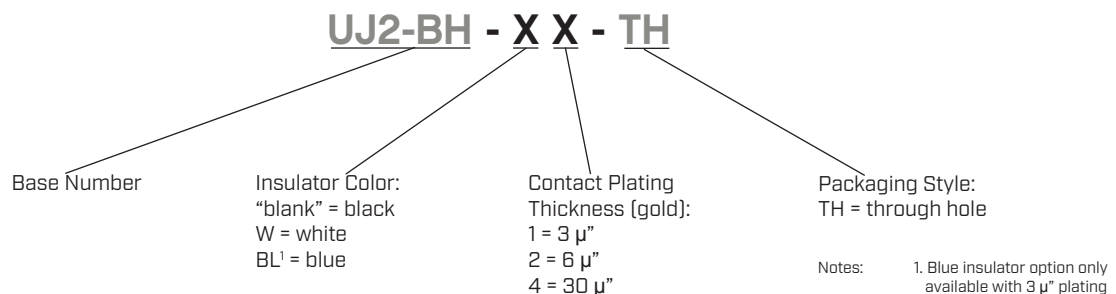 UJ2-BH - X X - TH
Base Number
Insulator Color:
“blank” = black
W = white
BL¹ = blue
Contact Plating
Thickness (gold):
1 = 3 µ”
2 = 6 µ”
4 = 30 µ”
Packaging Style:
TH = through hole
Notes: 1. Blue insulator option only
available with 3 µ” plating